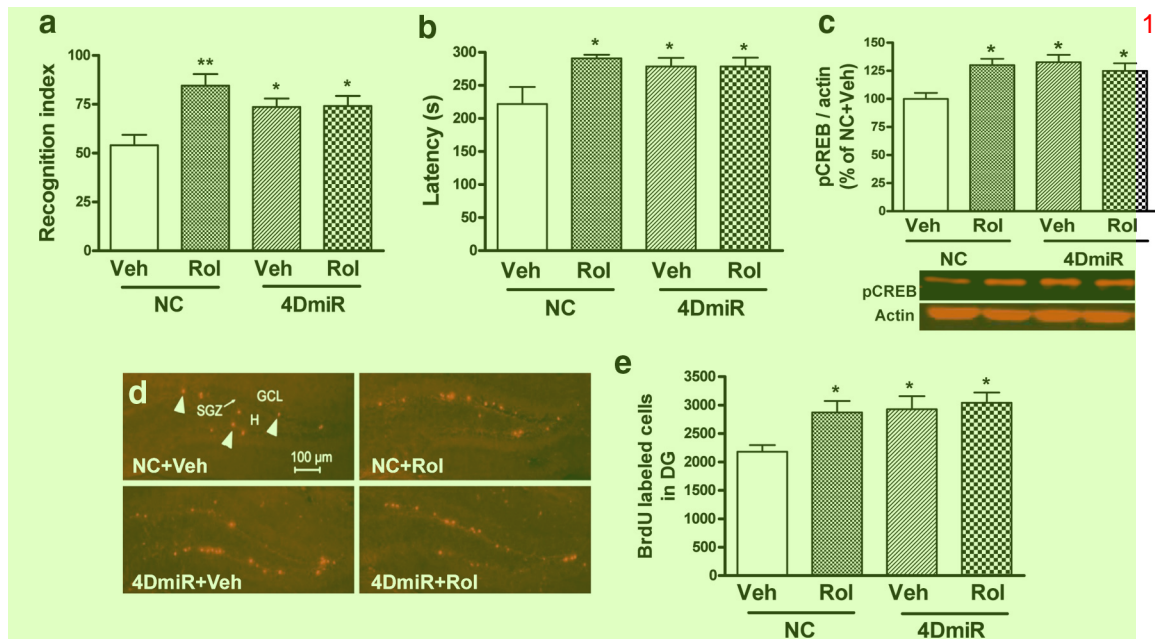 1
a
Recognition index
100
75
50
25
0
**
*
*
Veh Rol Veh Rol
NC 4DmiR
b
Latency (s)
300
250
200
150
100
50
0
*
*
*
Veh Rol Veh Rol
NC 4DmiR
c
pCREB / actin
(% of NC+Veh)
150
125
100
75
50
25
0
*
*
*
Veh Rol Veh Rol
NC 4DmiR
pCREB
Actin
d
SGZ GCL
H
100 μm
NC+Veh
NC+Rol
4DmiR+Veh
4DmiR+Rol
e
BrdU labeled cells
in DG
3500
3000
2500
2000
1500
1000
500
0
*
*
*
Veh Rol Veh Rol
NC 4DmiR